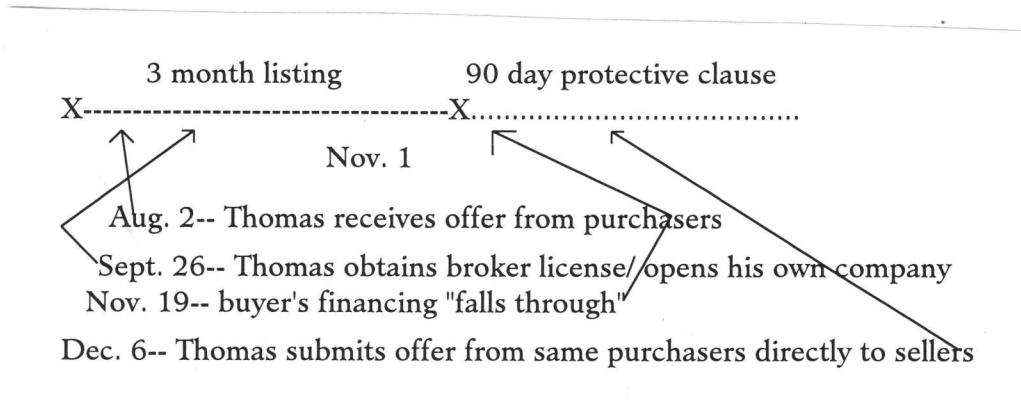 3 month listing 90 day protective clause
X-------------------------------------X......................................
Nov. 1
Aug. 2-- Thomas receives offer from purchasers
Sept. 26-- Thomas obtains broker license/opens his own company
Nov. 19-- buyer's financing "falls through"
Dec. 6-- Thomas submits offer from same purchasers directly to sellers